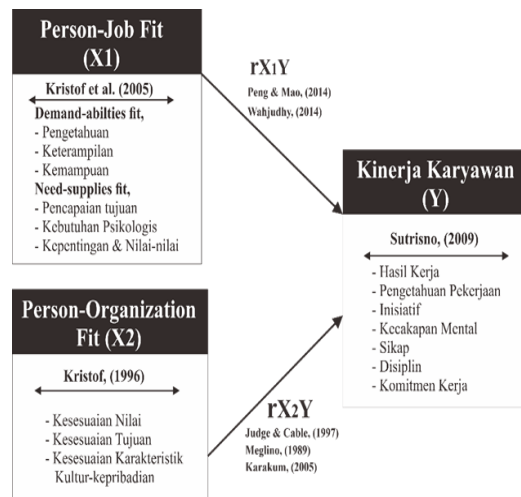 Person-Job Fit
(X1)
Kristof et al. (2005)
Demand-abilties fit,
- Pengetahuan
- Keterampilan
- Kemampuan
Need-supplies fit,
- Pencapaian tujuan
- Kebutuhan Psikologis
- Kepentingan & Nilai-nilai
rX1Y
Peng & Mao, (2014)
Wahjudhy, (2014)
Kinerja Karyawan
(Y)
Sutrisno, (2009)
- Hasil Kerja
- Pengetahuan Pekerjaan
- Inisiatif
- Kecakapan Mental
- Sikap
- Disiplin
- Komitmen Kerja
Person-Organization
Fit (X2)
Kristof, (1996)
- Kesesuaian Nilai
- Kesesuaian Tujuan
- Kesesuaian Karakteristik
Kultur-kepribadian
rX2Y
Judge & Cable, (1997)
Meglino, (1989)
Karakum, (2005)